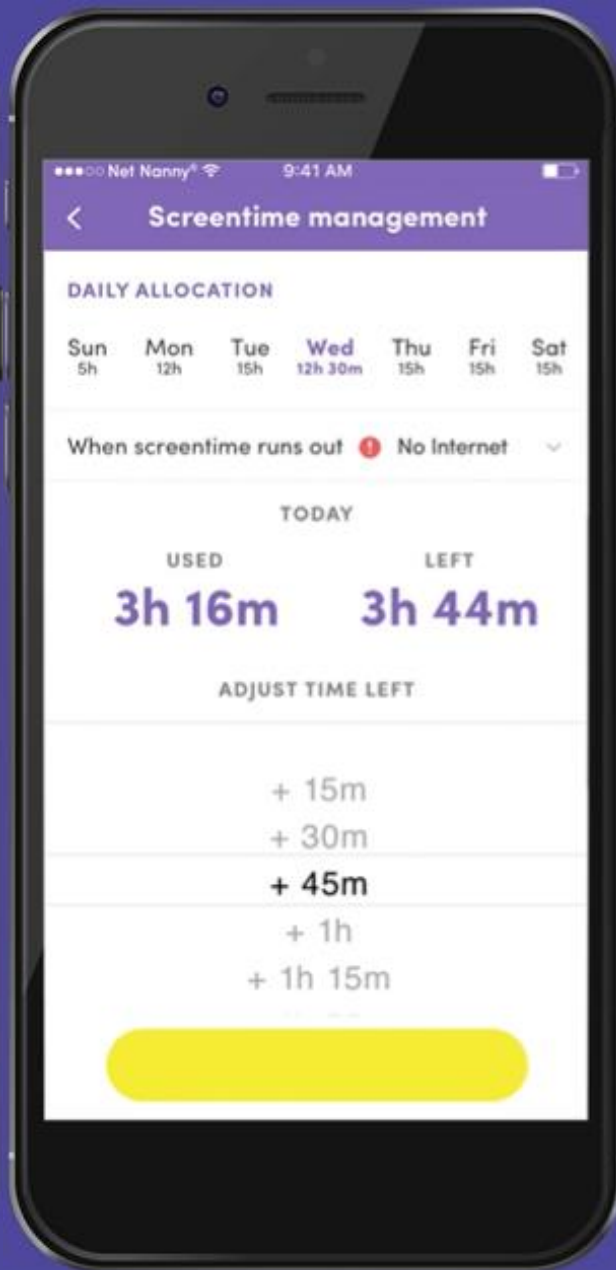 Net Nanny® 9:41 AM
< Screentime management
DAILY ALLOCATION
Sun Mon Tue Wed Thu Fri Sat
5h 12h 15h 12h 30m 15h 15h 15h
When screentime runs out ! No Internet
TODAY
USED LEFT
3h 16m 3h 44m
ADJUST TIME LEFT
+ 15m
+ 30m
+ 45m
+ 1h
+ 1h 15m